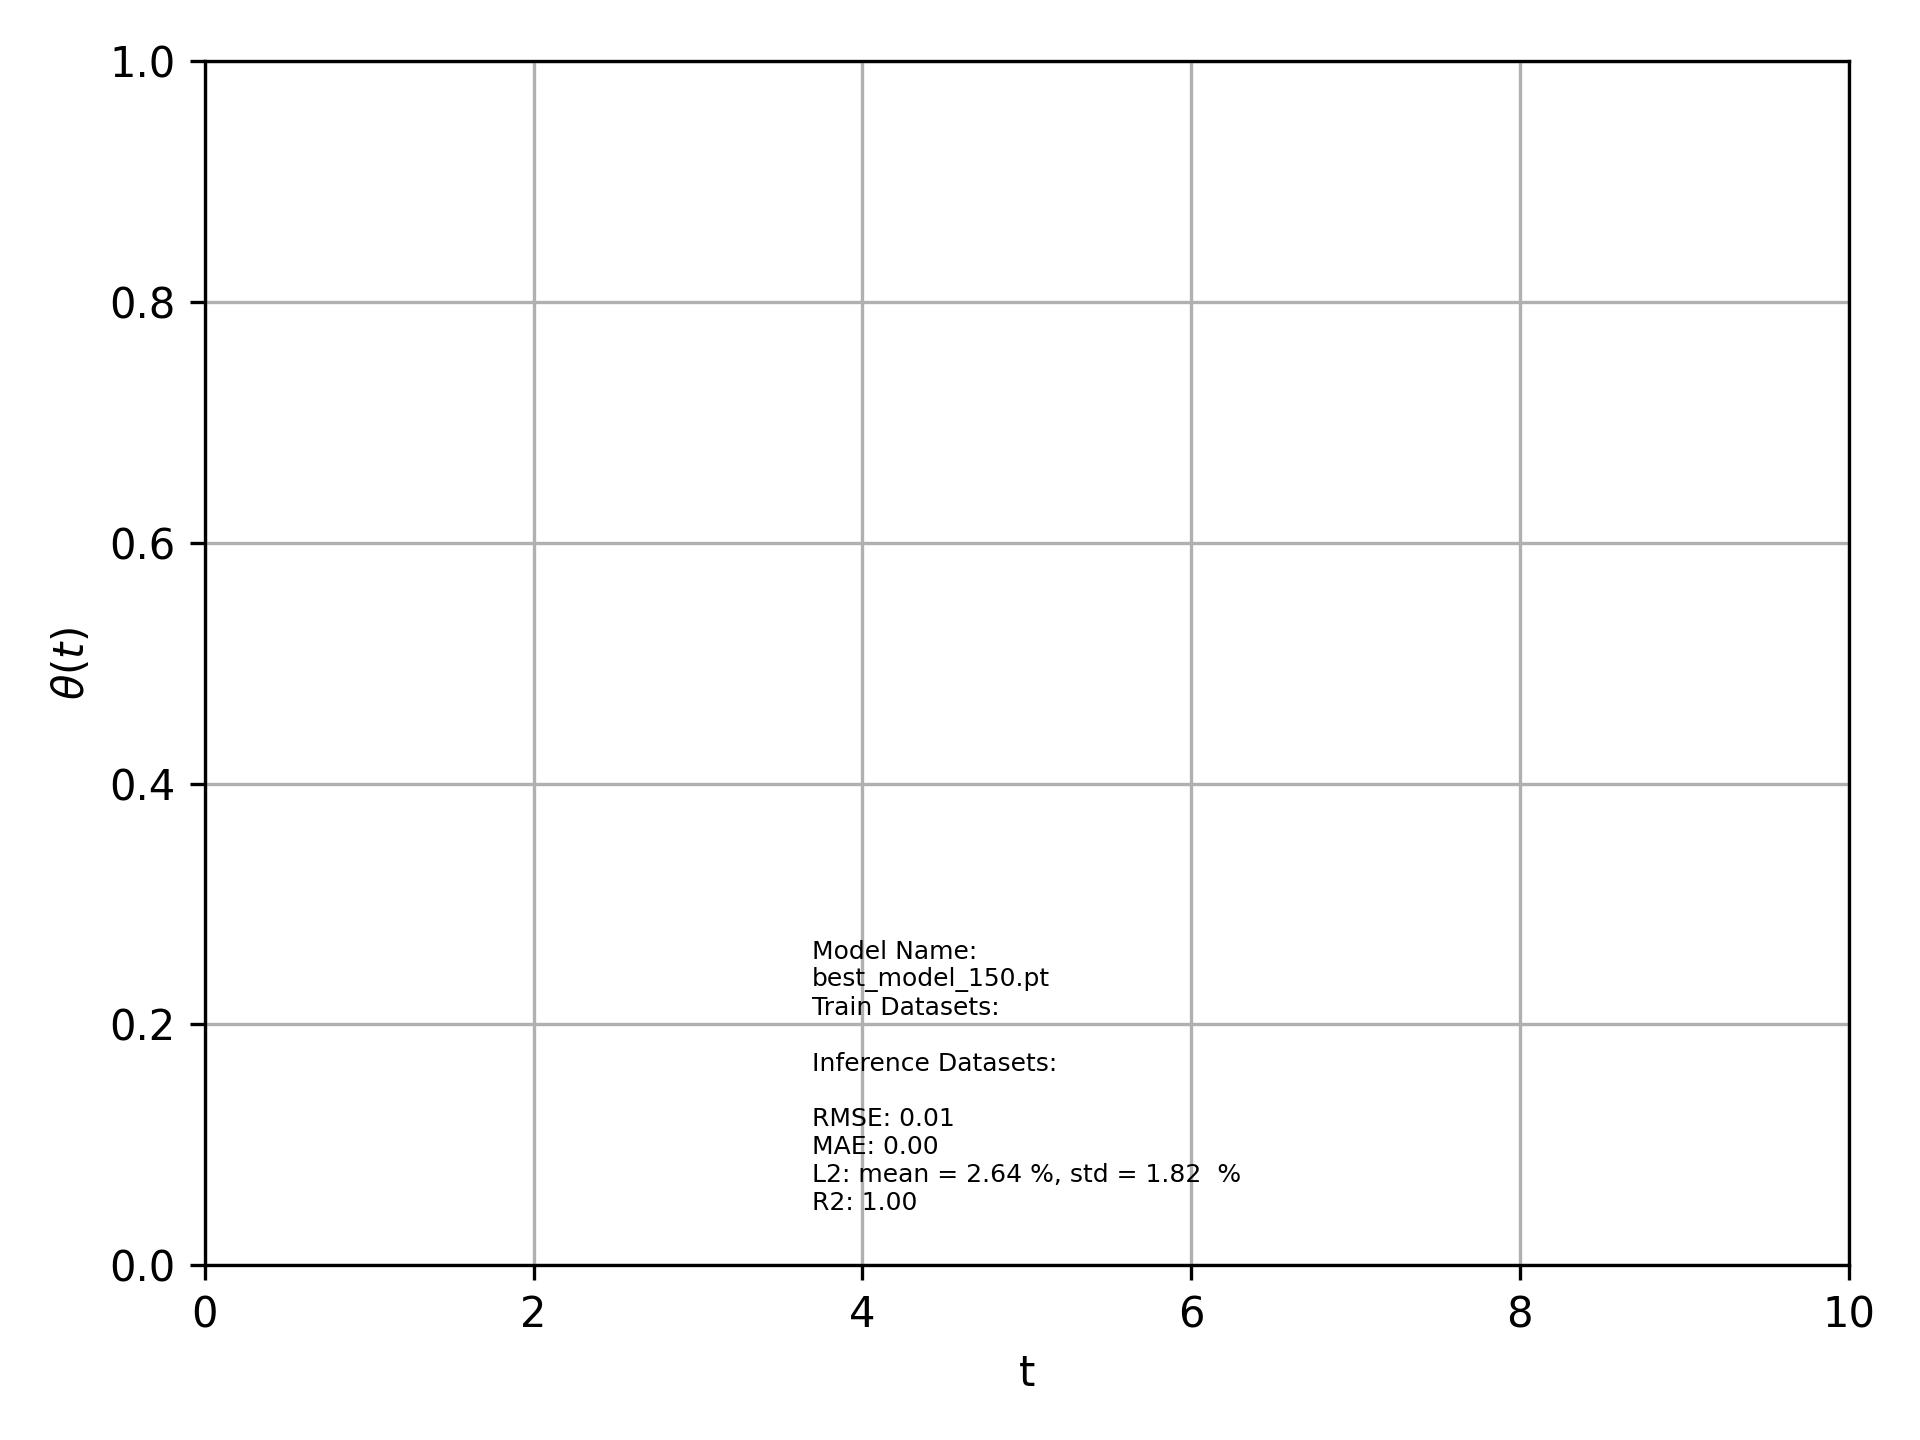 1.0
0.8
0.6
0.4
0.2
0.0
θ(t)
Model Name:
best_model_150.pt
Train Datasets:
Inference Datasets:
RMSE: 0.01
MAE: 0.00
L2: mean = 2.64 %, std = 1.82  %
R2: 1.00
0 2 4 6 8 10
t